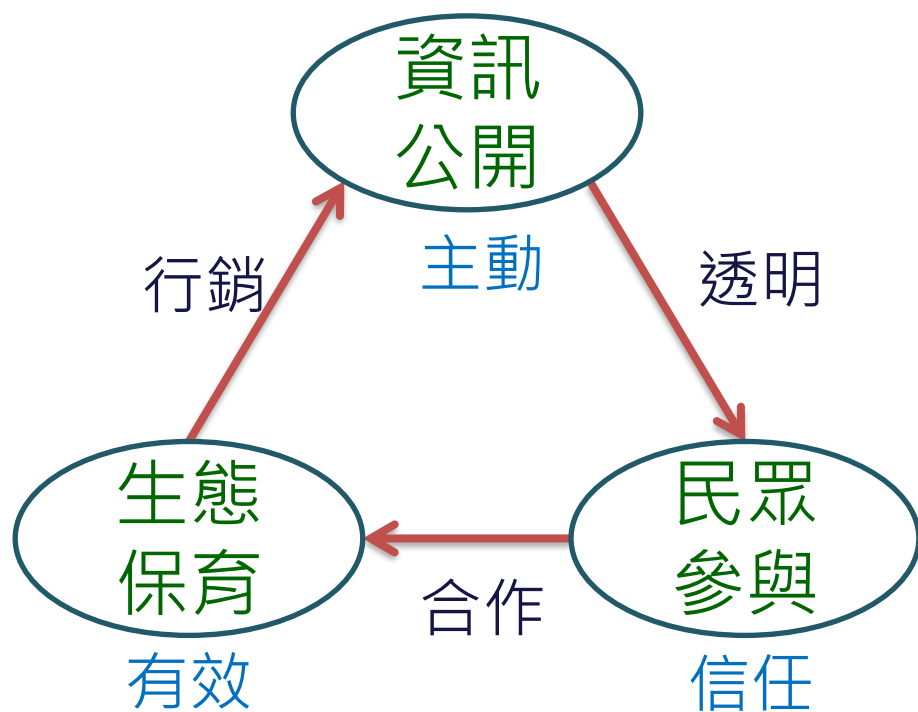 資訊
公開
主動
行銷
透明
生態
保育
有效
合作
民眾
參與
信任